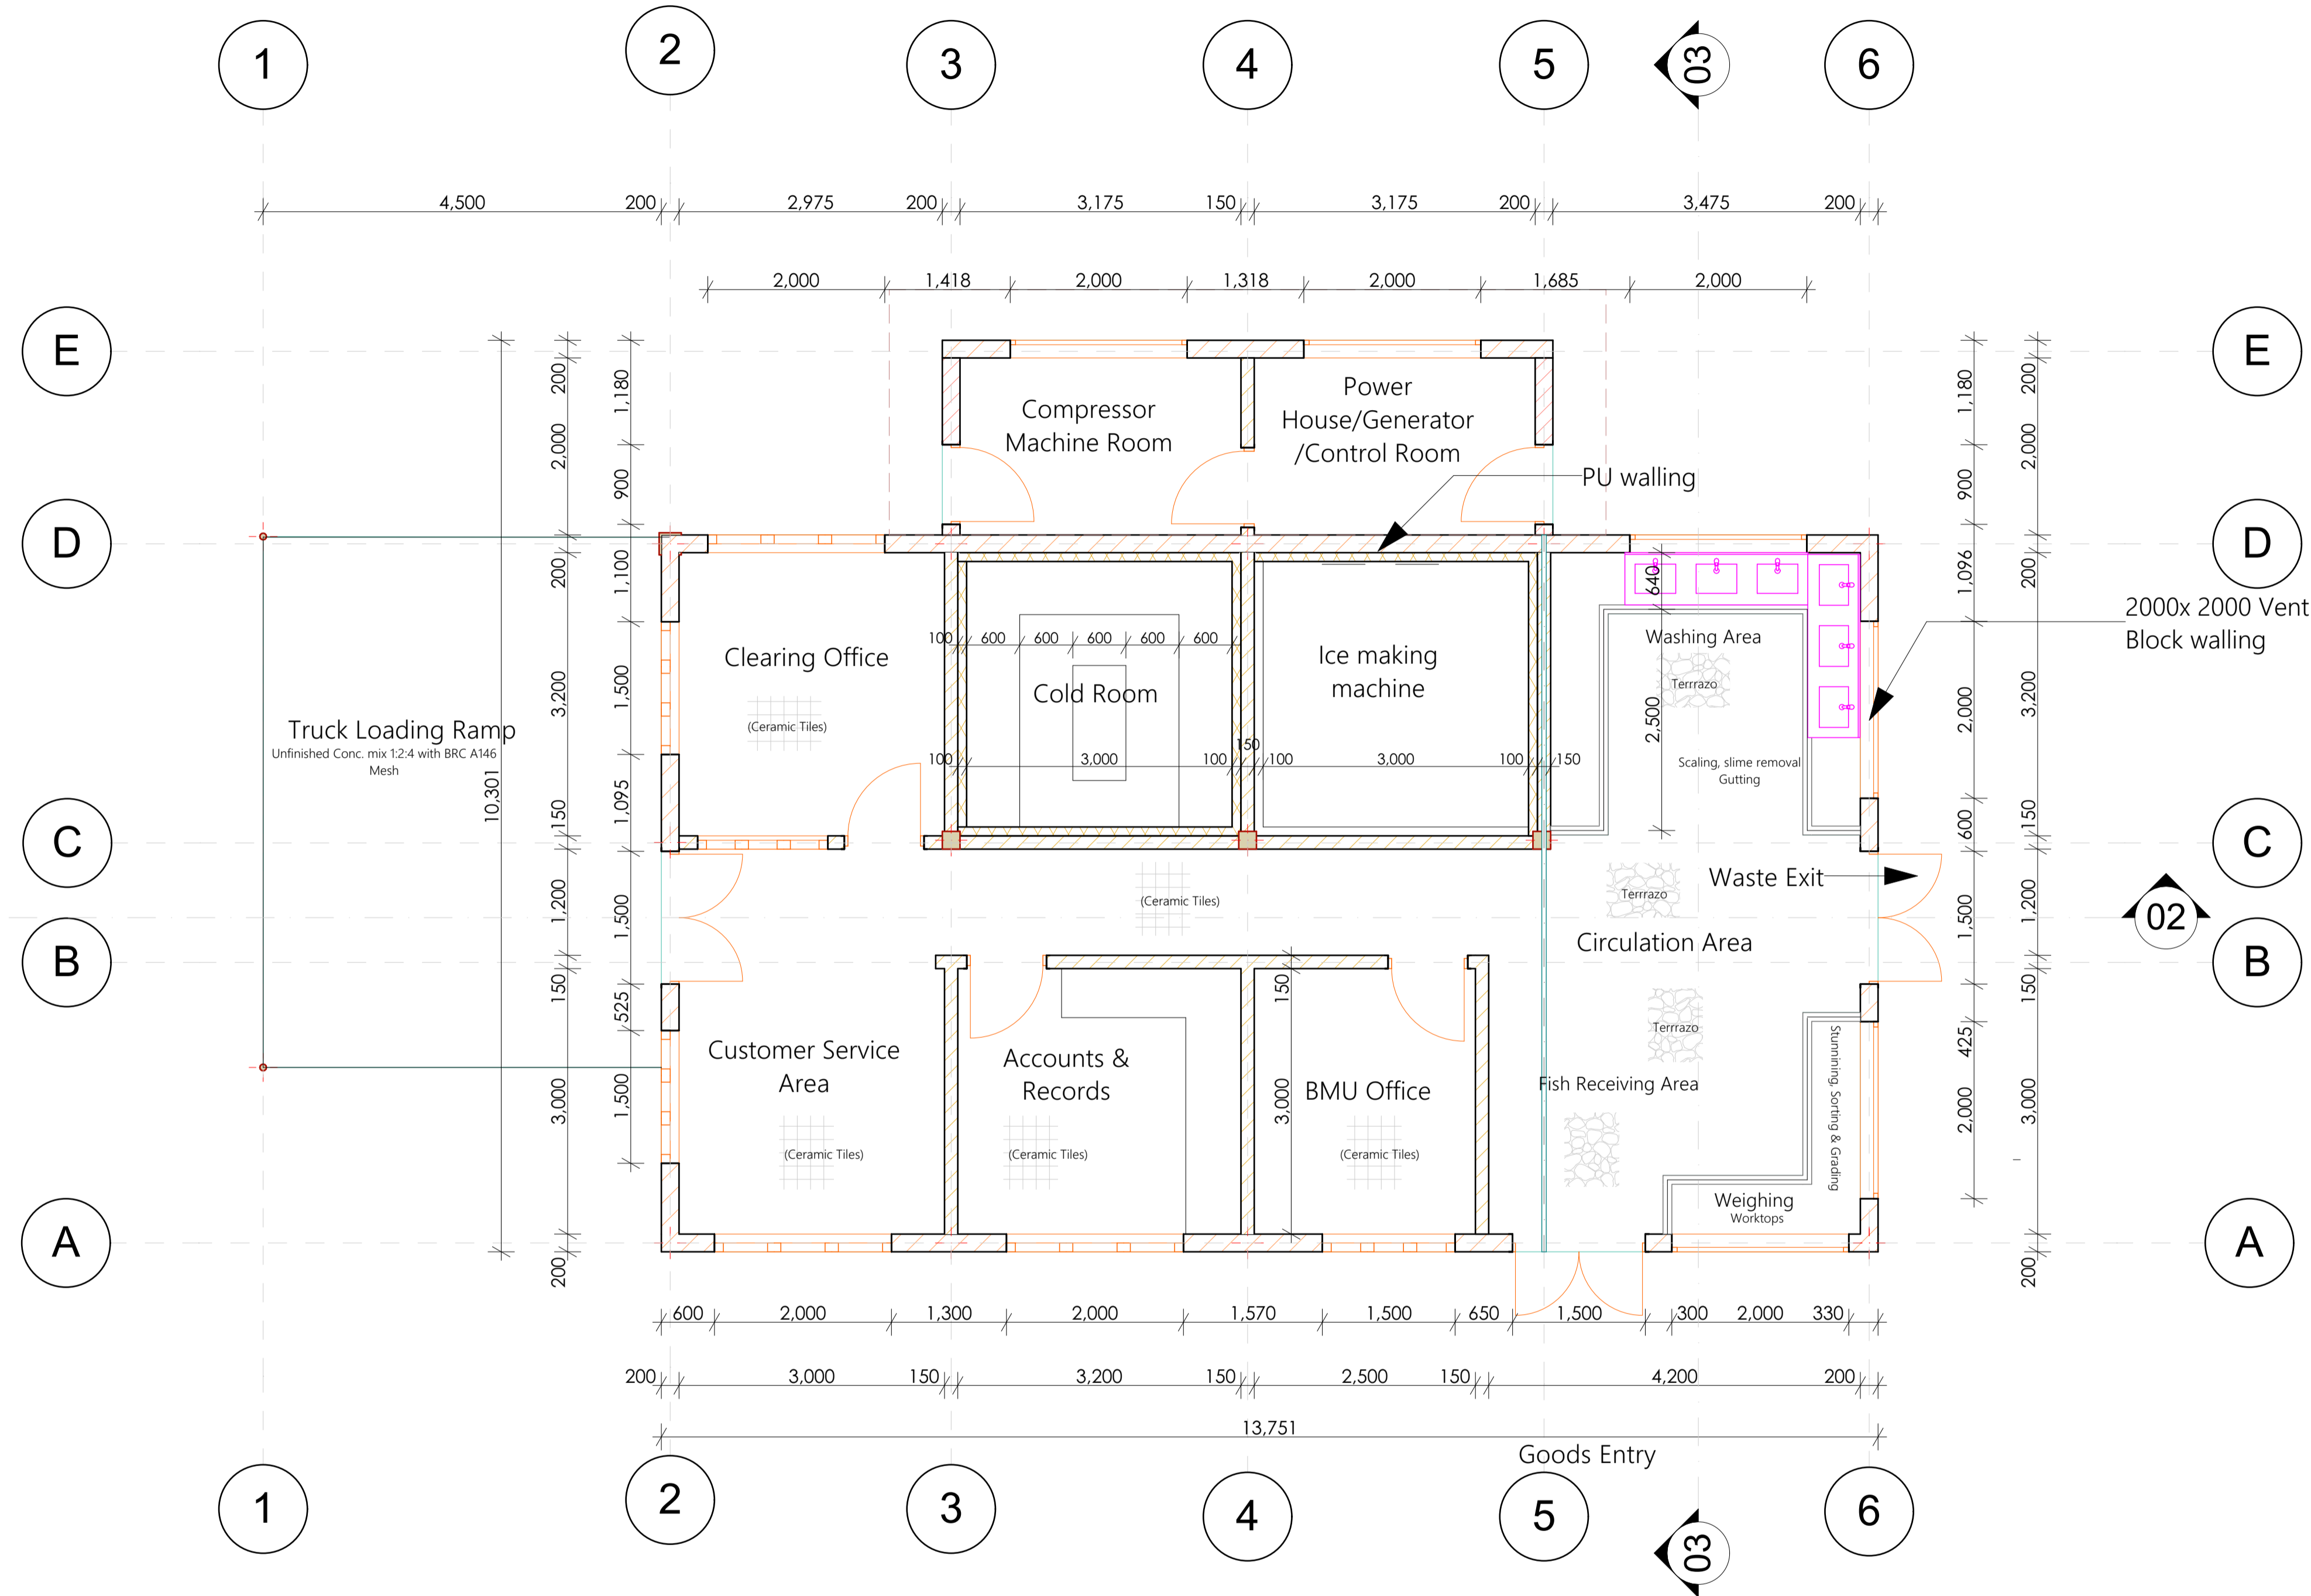 1
2
3
4
5
03
6
4,500
200
2,975
200
3,175
150
3,175
200
3,475
200
2,000
1,418
2,000
1,318
2,000
1,685
2,000
E
E
200
1,180
1,180
200
Compressor
Machine Room
Power
House/Generator
/Control Room
2,000
900
900
2,000
PU walling
D
D
200
1,100
640
1,096
200
2000x 2000 Vent
Block walling
Clearing Office
(Ceramic Tiles)
100
600
600
600
600
600
Cold Room
Ice making
machine
Washing Area
Terrrazo
3,200
1,500
2,500
2,000
3,200
Truck Loading Ramp
Unfinished Conc. mix 1:2:4 with BRC A146
Mesh
10,301
100
3,000
100
150
100
3,000
100
150
Scaling, slime removal
Gutting
150
1,095
600
150
C
C
1,200
1,500
(Ceramic Tiles)
Terrrazo
Waste Exit
1,500
1,200
02
Circulation Area
B
B
150
525
150
425
150
Terrrazo
Customer Service
Area
Accounts &
Records
BMU Office
Fish Receiving Area
Stunning, Sorting & Grading
3,000
1,500
3,000
2,000
3,000
(Ceramic Tiles)
(Ceramic Tiles)
(Ceramic Tiles)
Weighing
Worktops
A
A
200
200
600
2,000
1,300
2,000
1,570
1,500
650
1,500
300
2,000
330
200
3,000
150
3,200
150
2,500
150
4,200
200
13,751
Goods Entry
1
2
3
4
5
03
6